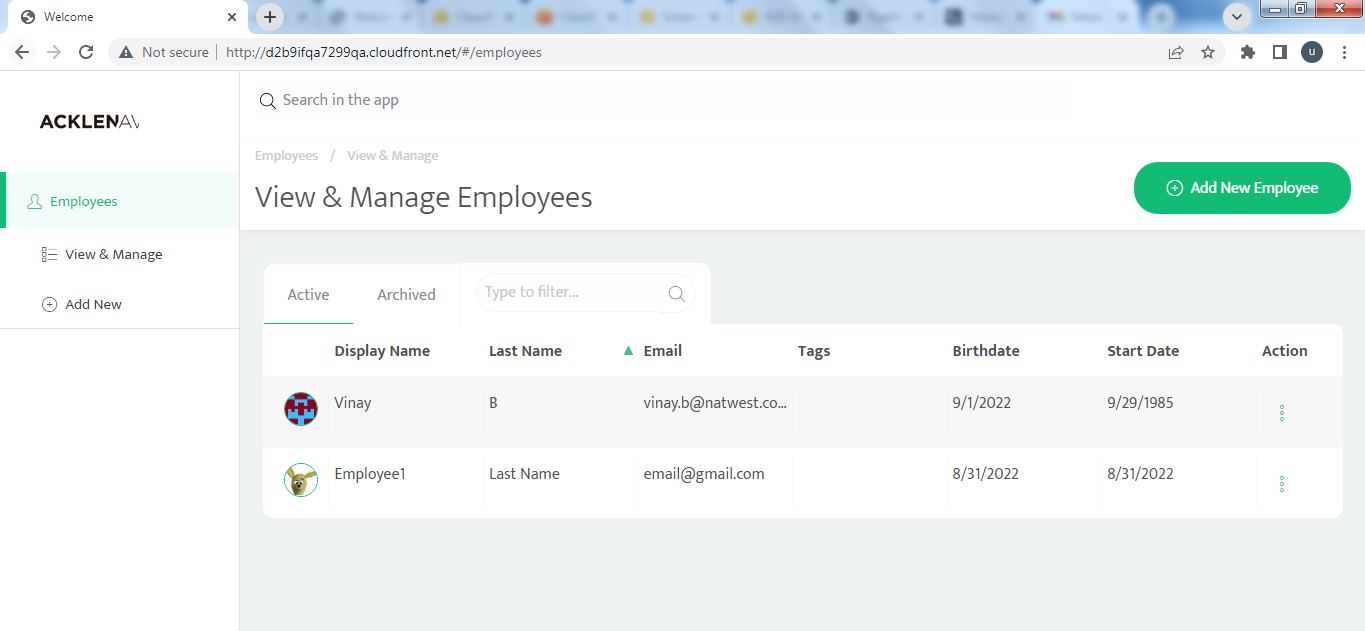 Welcome
Not secure
http://d2b9ifqa7299qa.cloudfront.net/#/employees
u
ACKLENAV
Search in the app
Employees / View & Manage
View & Manage Employees
Add New Employee
Employees
View & Manage
Add New
Active Archived Type to filter...
Display Name Last Name Email Tags Birthdate Start Date Action
Vinay B vinay.b@natwest.co... 9/1/2022 9/29/1985
Employee1 Last Name email@gmail.com 8/31/2022 8/31/2022